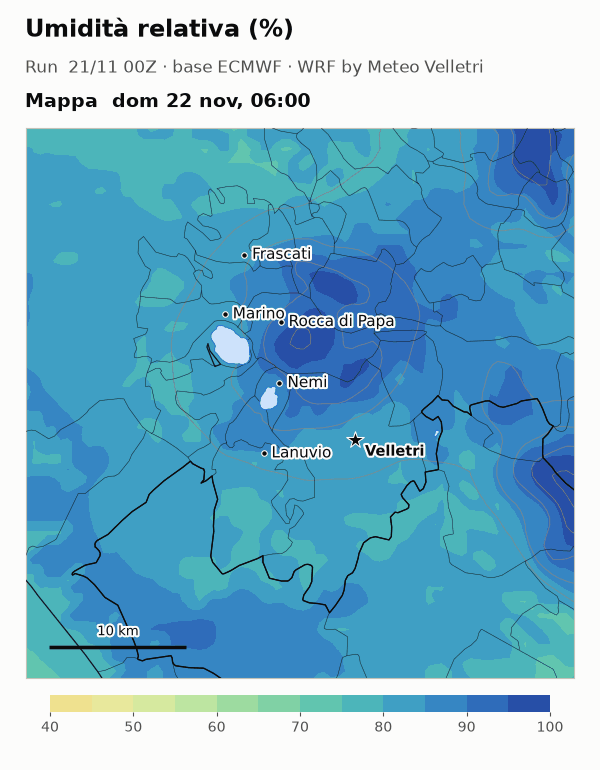 Umidità relativa (%)
Run  21/11 00Z · base ECMWF · WRF by Meteo Velletri
Mappa  dom 22 nov, 06:00
Frascati
Marino
Rocca di Papa
Nemi
Velletri
Lanuvio
10 km
40 50 60 70 80 90 100